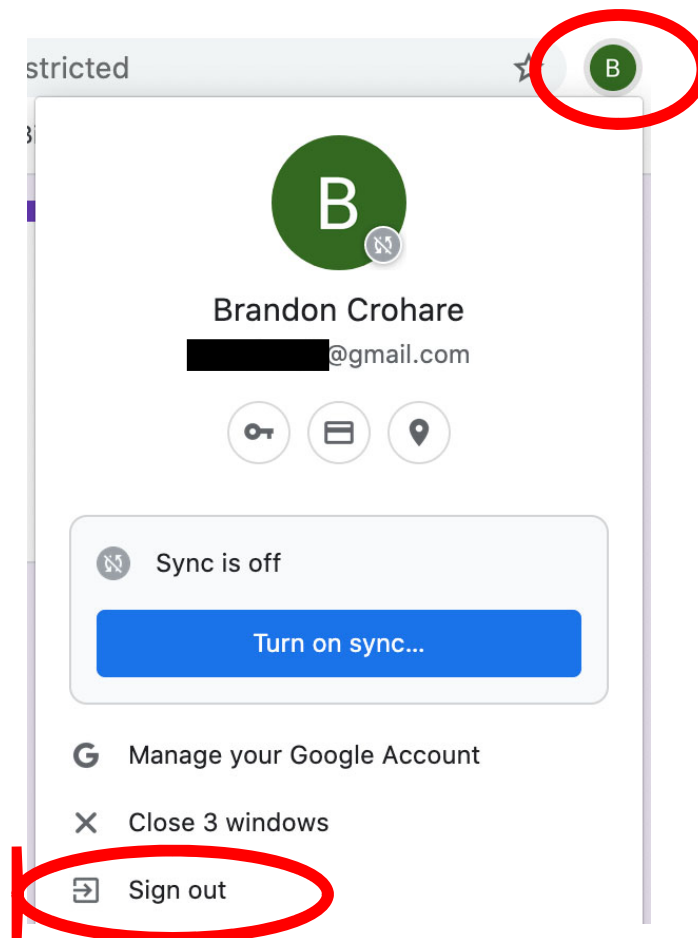 stricted
B
B
Brandon Crohare
@gmail.com
Sync is off
Turn on sync...
G Manage your Google Account
Close 3 windows
Sign out